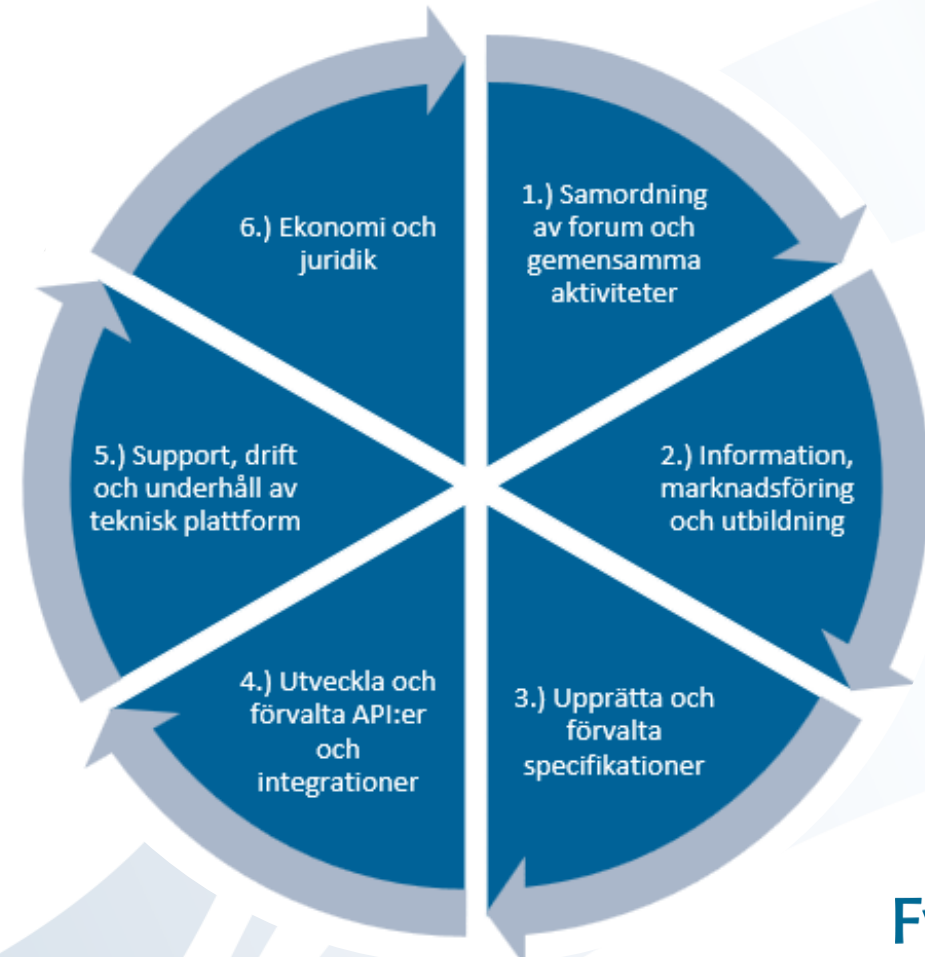 1.) Samordning
av forum och
gemensamma
aktiviteter
2.) Information,
marknadsföring
och utbildning
3.) Upprätta och
förvalta
specifikationer
4.) Utveckla och
förvalta API:er
och
integrationer
5.) Support, drift
och underhåll av
teknisk plattform
6.) Ekonomi och
juridik